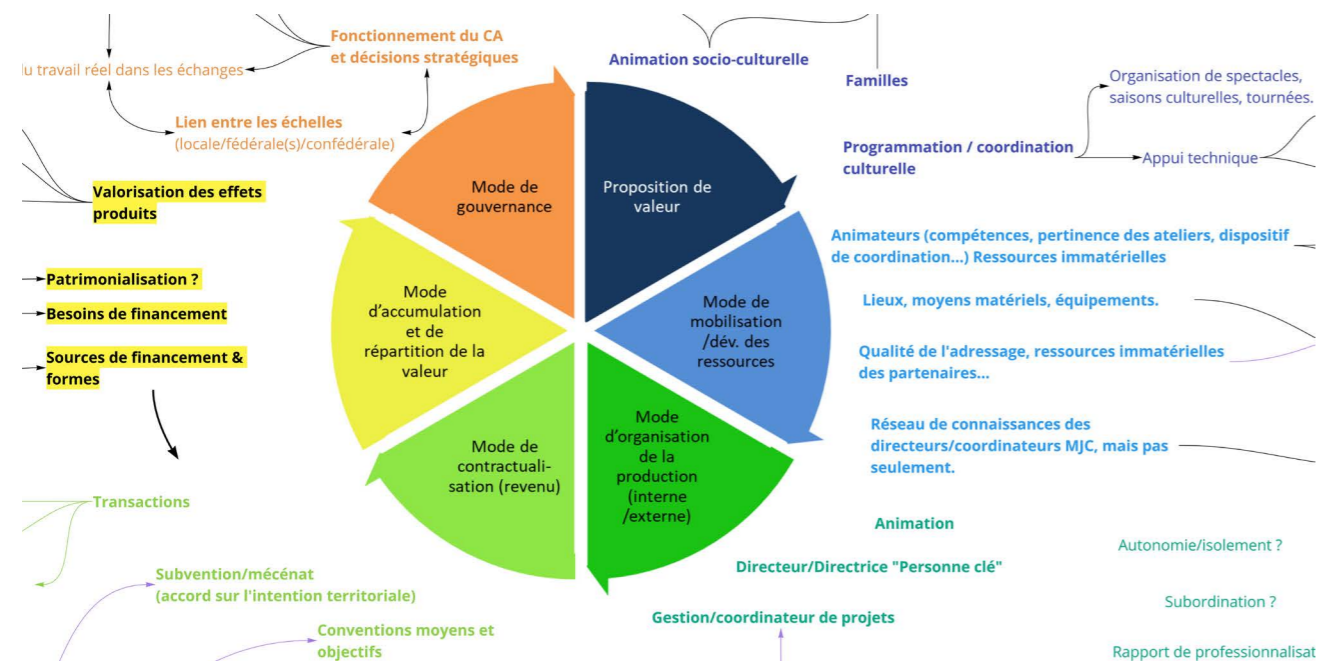 Fonctionnement du CA
et décisions stratégiques
du travail réel dans les échanges
Lien entre les échelles
(locale/fédérale(s)/confédérale)
Valorisation des effets
produits
Patrimonialisation ?
Besoins de financement
Sources de financement &
formes
Transactions
Subvention/mécénat
(accord sur l'intention territoriale)
Conventions moyens et
objectifs
Mode de
gouvernance
Proposition de
valeur
Mode
d'accumulation
et de
répartition de la
valeur
Mode de
mobilisation
/dév. des
ressources
Mode de
contractuali-
sation (revenu)
Mode
d'organisation
de la
production
(interne
/externe)
Animation socio-culturelle
Familles
Programmation / coordination
culturelle
Organisation de spectacles,
saisons culturelles, tournées.
Appui technique
Animateurs (compétences, pertinence des ateliers, dispositif
de coordination...) Ressources immatérielles
Lieux, moyens matériels, équipements.
Qualité de l'adressage, ressources immatérielles
des partenaires...
Réseau de connaissances des
directeurs/coordinateurs MJC, mais pas
seulement.
Animation
Directeur/Directrice "Personne clé"
Gestion/coordinateur de projets
Autonomie/isolement ?
Subordination ?
Rapport de professionnalisat